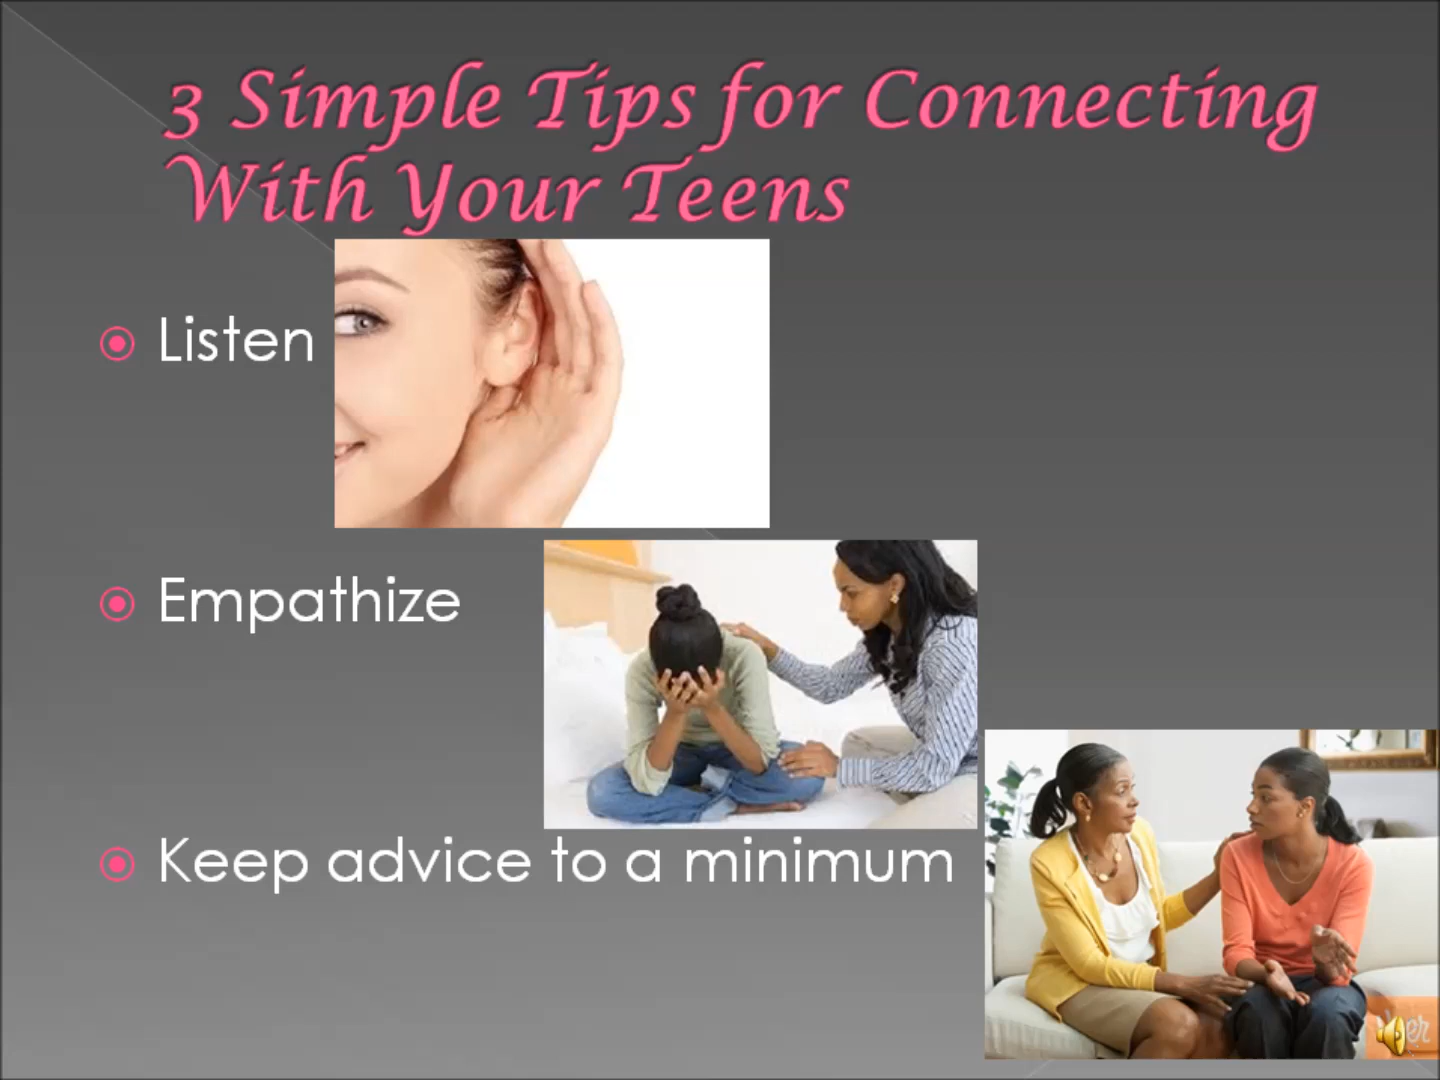 3 Simple Tips for Connecting
With Your Teens
Listen
Empathize
Keep advice to a minimum